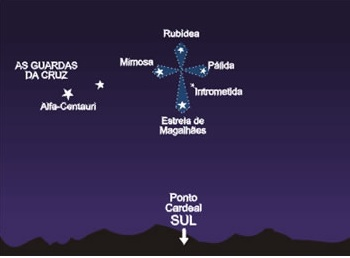 Rubidea
Mimosa
Pálida
Intrometida
Estrela de
Magalhães
AS GUARDAS
DA CRUZ
Alfa-Centauri
Ponto
Cardeal
SUL